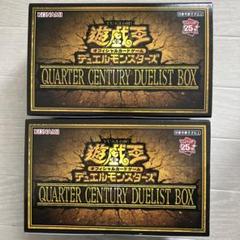 KONAMI
遊戯王
オフィシャルカードゲーム
デュエルモンスターズ
QUARTER CENTURY DUELIST BOX
KONAMI
遊戯王
オフィシャルカードゲーム
デュエルモンスターズ
QUARTER CENTURY DUELIST BOX